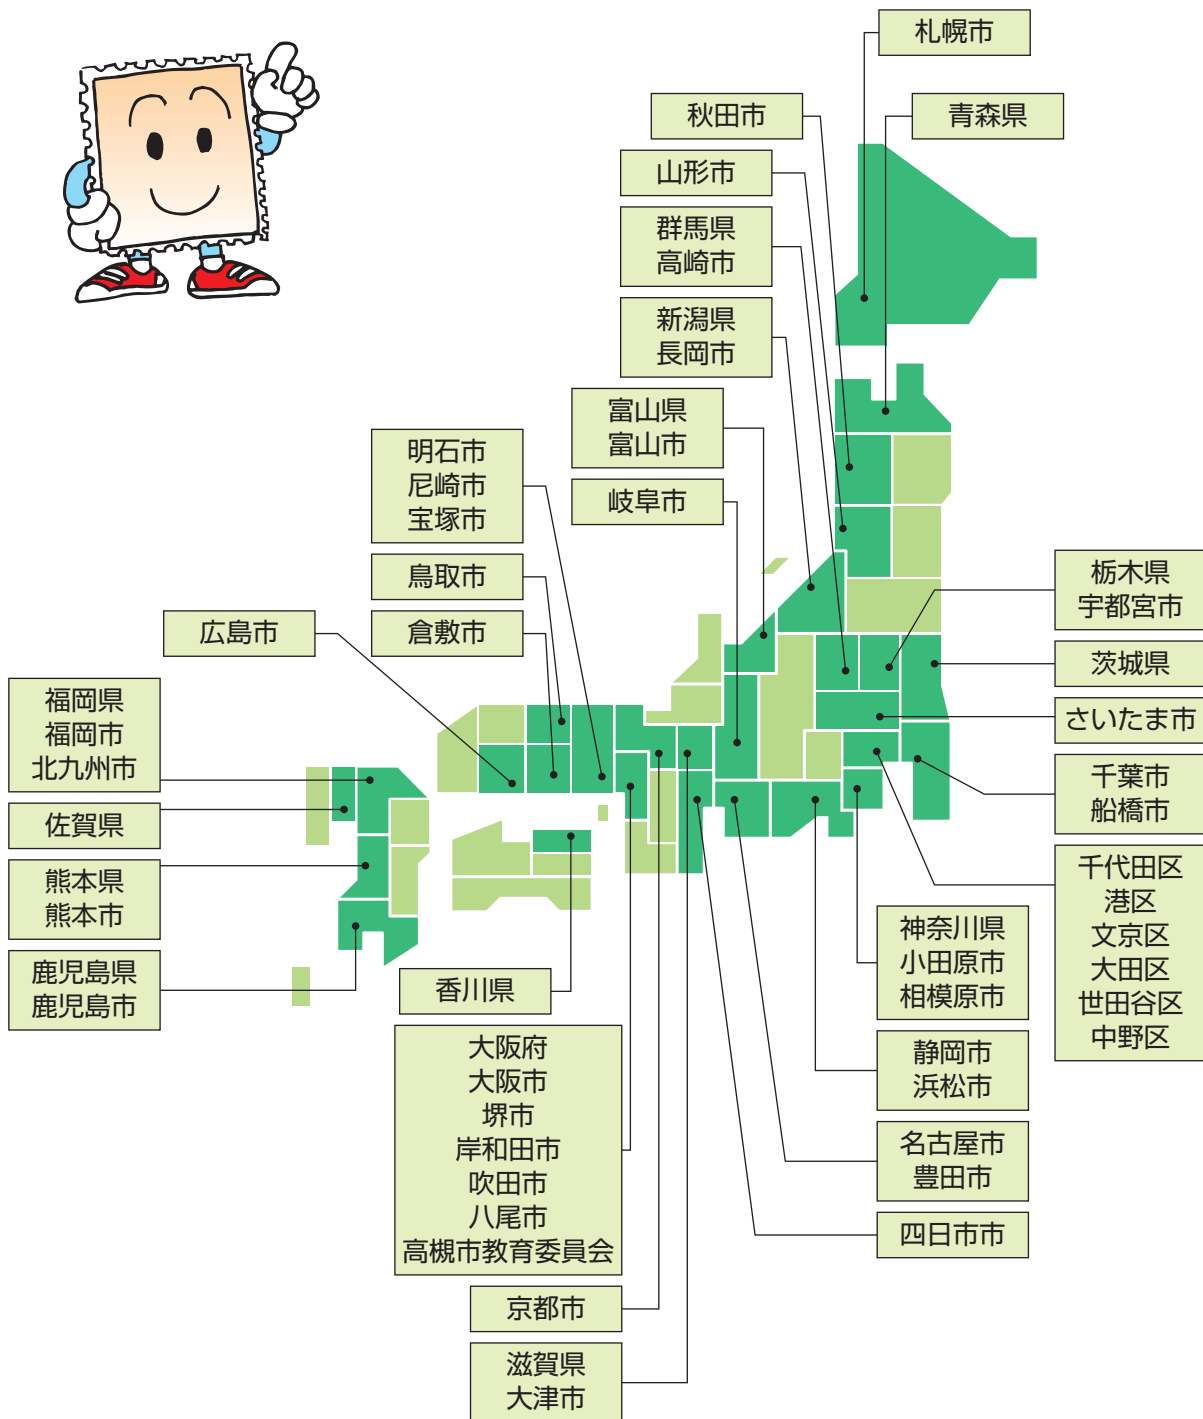 札幌市
秋田市
青森県
山形市
群馬県
高崎市
新潟県
長岡市
富山県
富山市
明石市
尼崎市
宝塚市
岐阜市
鳥取市
倉敷市
広島市
栃木県
宇都宮市
茨城県
さいたま市
千葉市
船橋市
福岡県
福岡市
北九州市
佐賀県
熊本県
熊本市
鹿児島県
鹿児島市
香川県
千代田区
港区
文京区
大田区
世田谷区
中野区
神奈川県
小田原市
相模原市
静岡市
浜松市
大阪府
大阪市
堺市
岸和田市
吹田市
八尾市
高槻市教育委員会
名古屋市
豊田市
四日市市
京都市
滋賀県
大津市